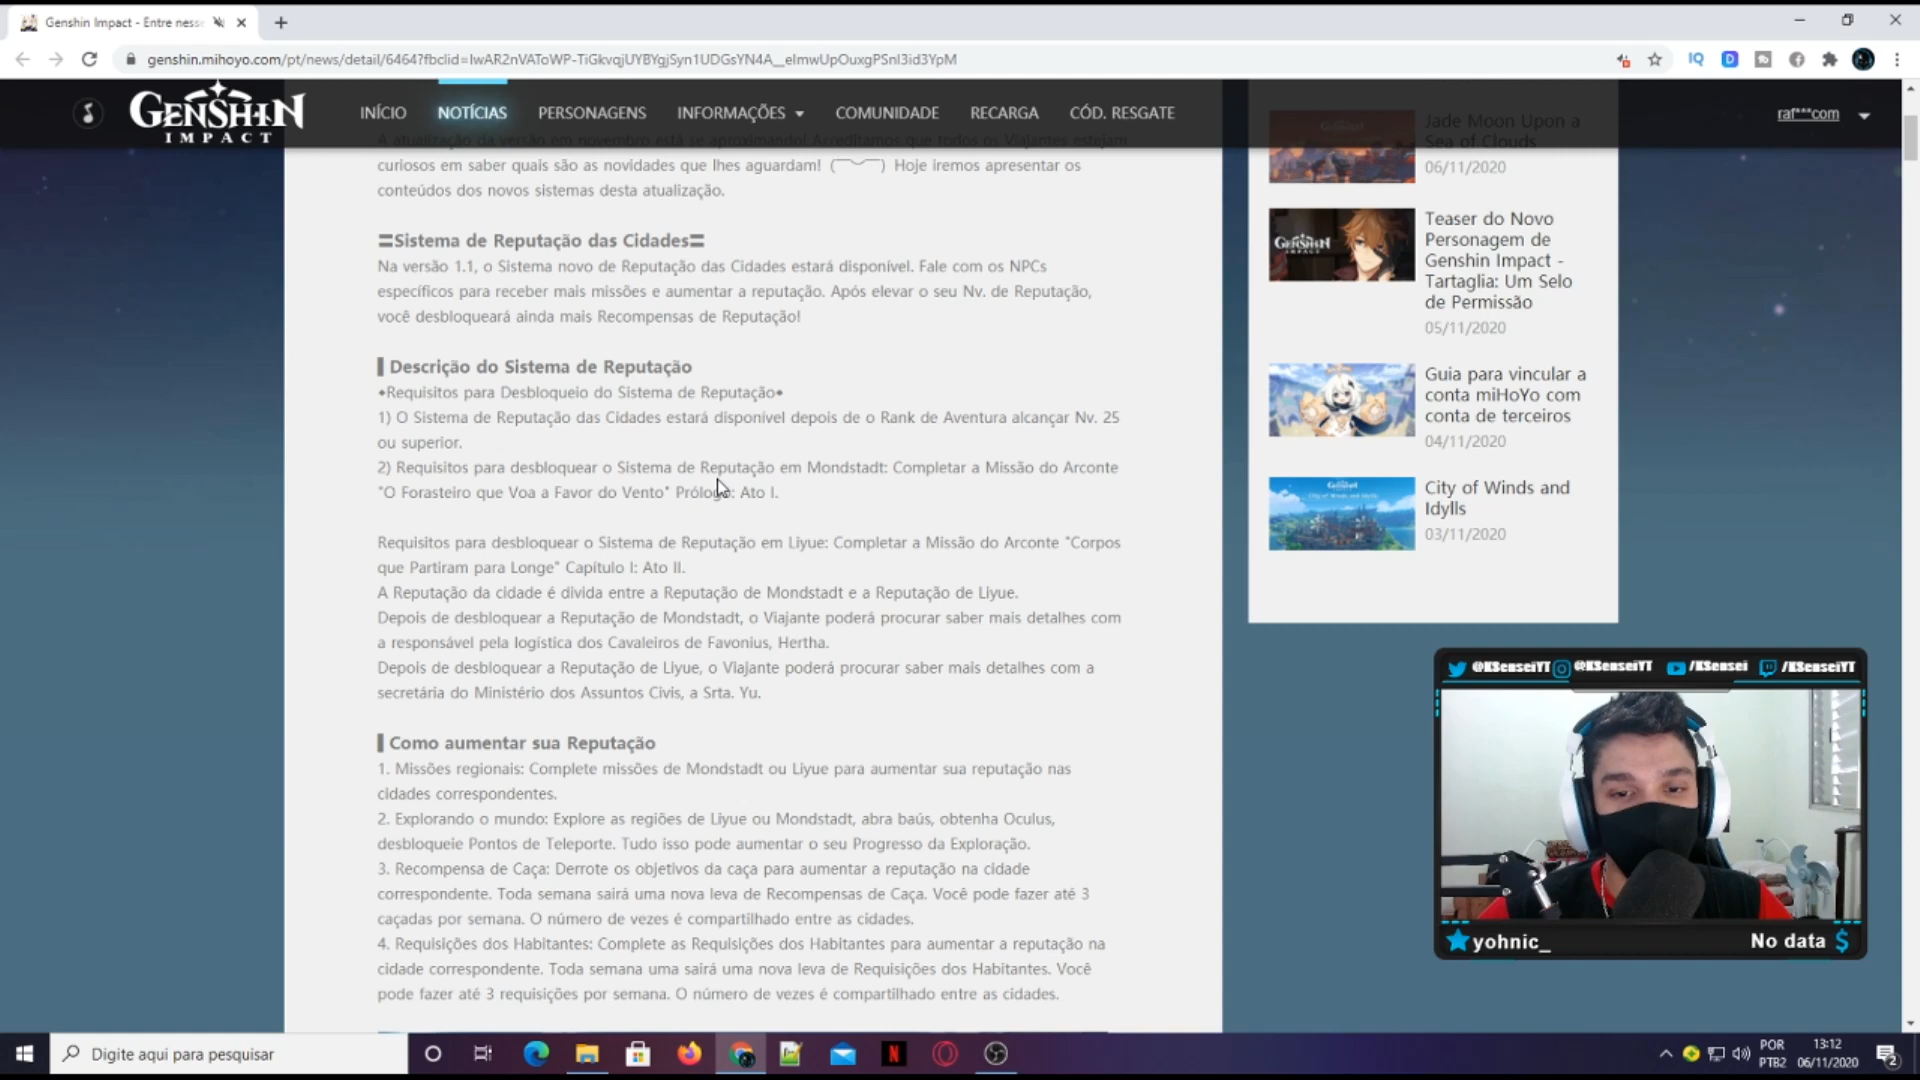 Genshin Impact - Entre ness
genshin.mihoyo.com/pt/news/detail/6464?fbclid=IwAR2nVAToWP-TiGkvqjUYBYgjSyn1UDGsYN4A__eImwUpOuxgPSnI3id3YpM
GENSHIN
IMPACT
INÍCIO
NOTÍCIAS
PERSONAGENS
INFORMAÇÕES
COMUNIDADE
RECARGA
CÓD. RESGATE
raf***com
A atualização da versão em novembro está se aproximando! Acreditamos que todos os Viajantes estejam
curiosos em saber quais são as novidades que lhes aguardam! Hoje iremos apresentar os
conteúdos dos novos sistemas desta atualização.
〓Sistema de Reputação das Cidades〓
Na versão 1.1, o Sistema novo de Reputação das Cidades estará disponível. Fale com os NPCs
específicos para receber mais missões e aumentar a reputação. Após elevar o seu Nv. de Reputação,
você desbloqueará ainda mais Recompensas de Reputação!
▌Descrição do Sistema de Reputação
◆Requisitos para Desbloqueio do Sistema de Reputação◆
1) O Sistema de Reputação das Cidades estará disponível depois de o Rank de Aventura alcançar Nv. 25
ou superior.
2) Requisitos para desbloquear o Sistema de Reputação em Mondstadt: Completar a Missão do Arconte
"O Forasteiro que Voa a Favor do Vento" Prólogo: Ato I.
Requisitos para desbloquear o Sistema de Reputação em Liyue: Completar a Missão do Arconte "Corpos
que Partiram para Longe" Capítulo I: Ato II.
A Reputação da cidade é divida entre a Reputação de Mondstadt e a Reputação de Liyue.
Depois de desbloquear a Reputação de Mondstadt, o Viajante poderá procurar saber mais detalhes com
a responsável pela logística dos Cavaleiros de Favonius, Hertha.
Depois de desbloquear a Reputação de Liyue, o Viajante poderá procurar saber mais detalhes com a
secretária do Ministério dos Assuntos Civis, a Srta. Yu.
▌Como aumentar sua Reputação
1. Missões regionais: Complete missões de Mondstadt ou Liyue para aumentar sua reputação nas
cidades correspondentes.
2. Explorando o mundo: Explore as regiões de Liyue ou Mondstadt, abra baús, obtenha Oculus,
desbloqueie Pontos de Teleporte. Tudo isso pode aumentar o seu Progresso da Exploração.
3. Recompensa de Caça: Derrote os objetivos da caça para aumentar a reputação na cidade
correspondente. Toda semana sairá uma nova leva de Recompensas de Caça. Você pode fazer até 3
caçadas por semana. O número de vezes é compartilhado entre as cidades.
4. Requisições dos Habitantes: Complete as Requisições dos Habitantes para aumentar a reputação na
cidade correspondente. Toda semana uma sairá uma nova leva de Requisições dos Habitantes. Você
pode fazer até 3 requisições por semana. O número de vezes é compartilhado entre as cidades.
Jade Moon Upon a
Sea of Clouds
06/11/2020
GENSHIN
Teaser do Novo
Personagem de
Genshin Impact -
Tartaglia: Um Selo
de Permissão
05/11/2020
Guia para vincular a
conta miHoYo com
conta de terceiros
04/11/2020
City of Winds and
Idylls
03/11/2020
@KSenseiYT @KSenseiYT /KSensei /KSenseiYT
yohnic_
No data $
Digite aqui para pesquisar
POR
PTB2
13:12
06/11/2020
2